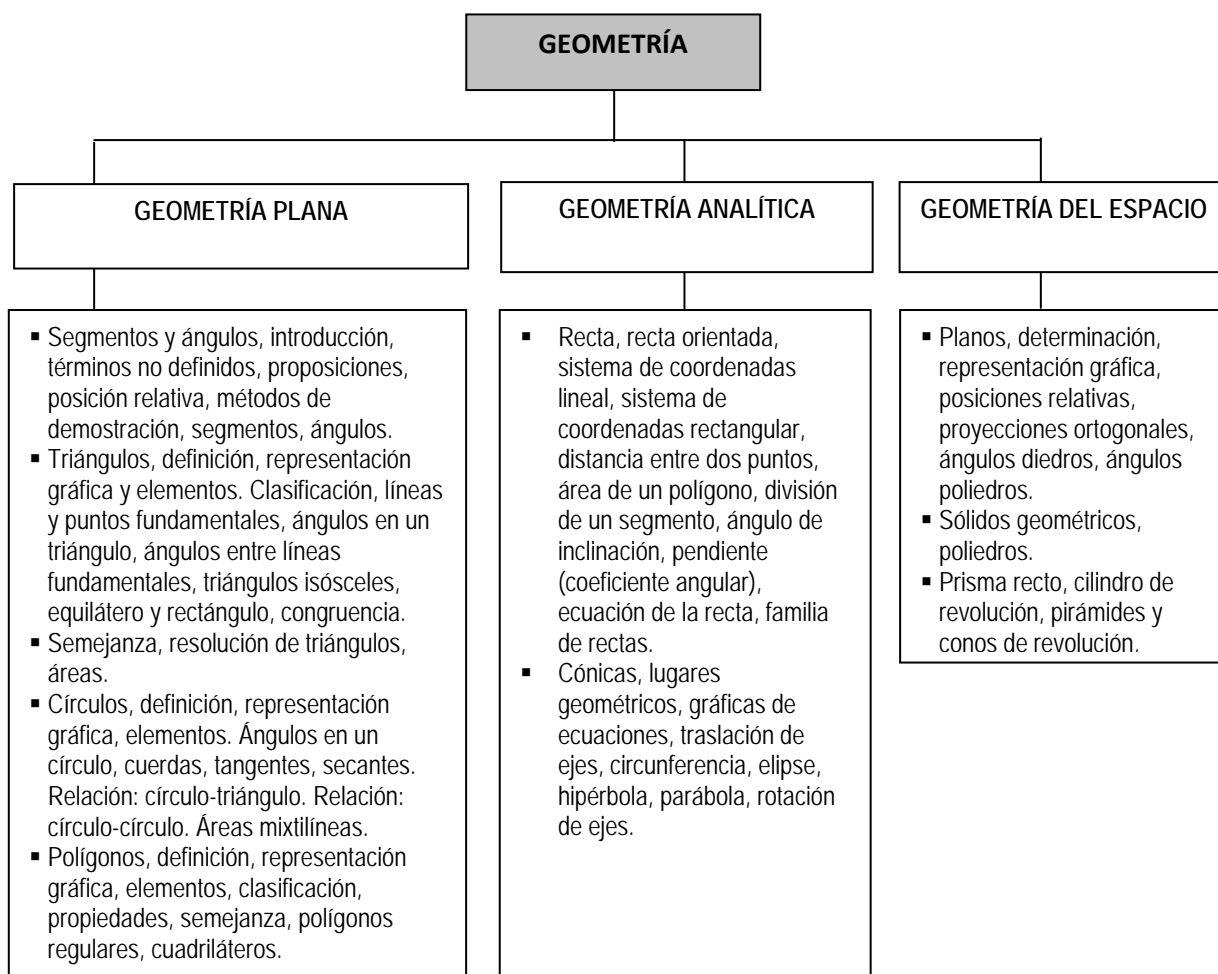 GEOMETRÍA
GEOMETRÍA PLANA
▪ Segmentos y ángulos, introducción,
términos no definidos, proposiciones,
posición relativa, métodos de
demostración, segmentos, ángulos.
▪ Triángulos, definición, representación
gráfica y elementos. Clasificación, líneas
y puntos fundamentales, ángulos en un
triángulo, ángulos entre líneas
fundamentales, triángulos isósceles,
equilátero y rectángulo, congruencia.
▪ Semejanza, resolución de triángulos,
áreas.
▪ Círculos, definición, representación
gráfica, elementos. Ángulos en un
círculo, cuerdas, tangentes, secantes.
Relación: círculo-triángulo. Relación:
círculo-círculo. Áreas mixtilíneas.
▪ Polígonos, definición, representación
gráfica, elementos, clasificación,
propiedades, semejanza, polígonos
regulares, cuadriláteros.
GEOMETRÍA ANALÍTICA
▪ Recta, recta orientada,
sistema de coordenadas
lineal, sistema de
coordenadas rectangular,
distancia entre dos puntos,
área de un polígono, división
de un segmento, ángulo de
inclinación, pendiente
(coeficiente angular),
ecuación de la recta, familia
de rectas.
▪ Cónicas, lugares
geométricos, gráficas de
ecuaciones, traslación de
ejes, circunferencia, elipse,
hipérbola, parábola, rotación
de ejes.
GEOMETRÍA DEL ESPACIO
▪ Planos, determinación,
representación gráfica,
posiciones relativas,
proyecciones ortogonales,
ángulos diedros, ángulos
poliedros.
▪ Sólidos geométricos,
poliedros.
▪ Prisma recto, cilindro de
revolución, pirámides y
conos de revolución.